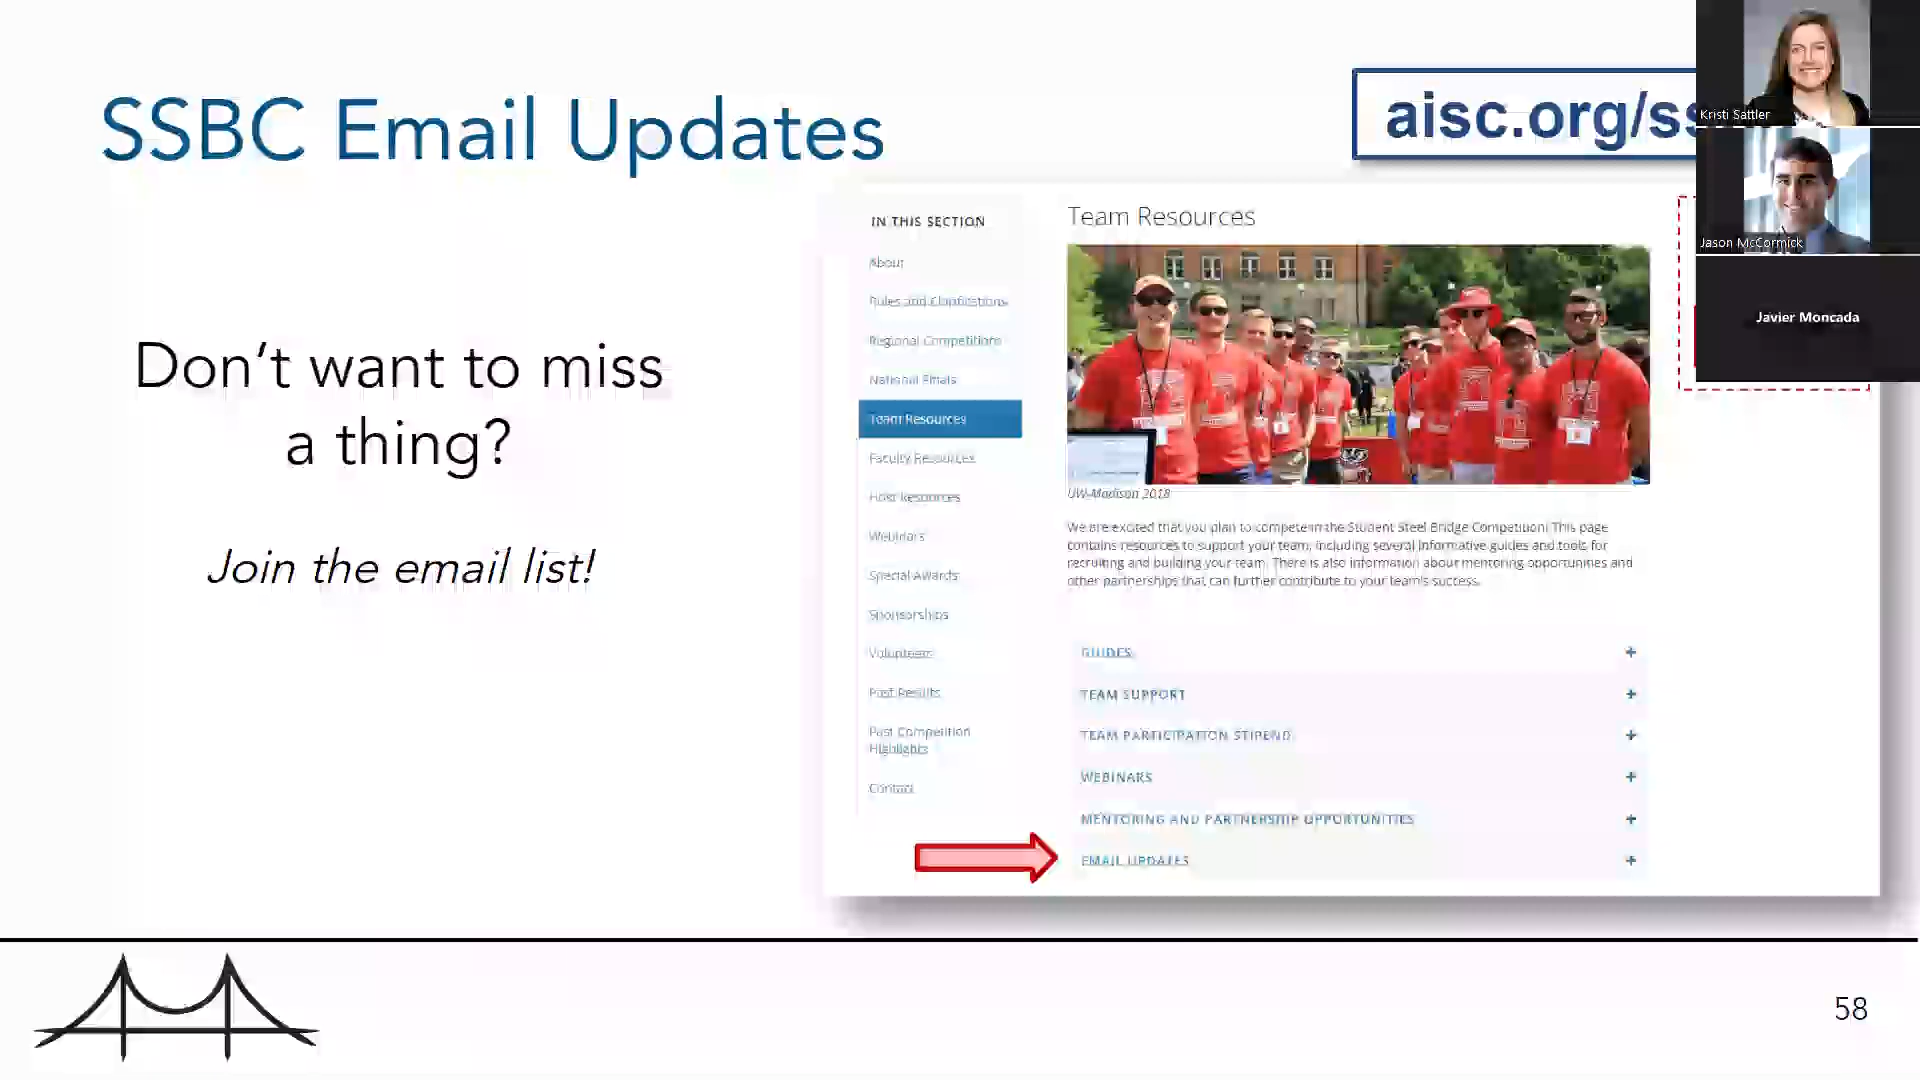 SSBC Email Updates
aisc.org/ss
Kristi Sattler
Jason McCormick
Javier Moncada
Don’t want to miss
a thing?
Join the email list!
IN THIS SECTION
About
Rules and Clarifications
Regional Competitions
National Finals
Team Resources
Faculty Resources
Host Resources
Webinars
Special Awards
Sponsorships
Volunteers
Past Results
Past Competition
Highlights
Contact
Team Resources
UW-Madison 2018
We are excited that you plan to compete in the Student Steel Bridge Competition! This page
contains resources to support your team, including several informative guides and tools for
recruiting and building your team. There is also information about mentoring opportunities and
other partnerships that can further contribute to your team's success.
GUIDES +
TEAM SUPPORT +
TEAM PARTICIPATION STIPEND +
WEBINARS +
MENTORING AND PARTNERSHIP OPPORTUNITIES +
EMAIL UPDATES +
58